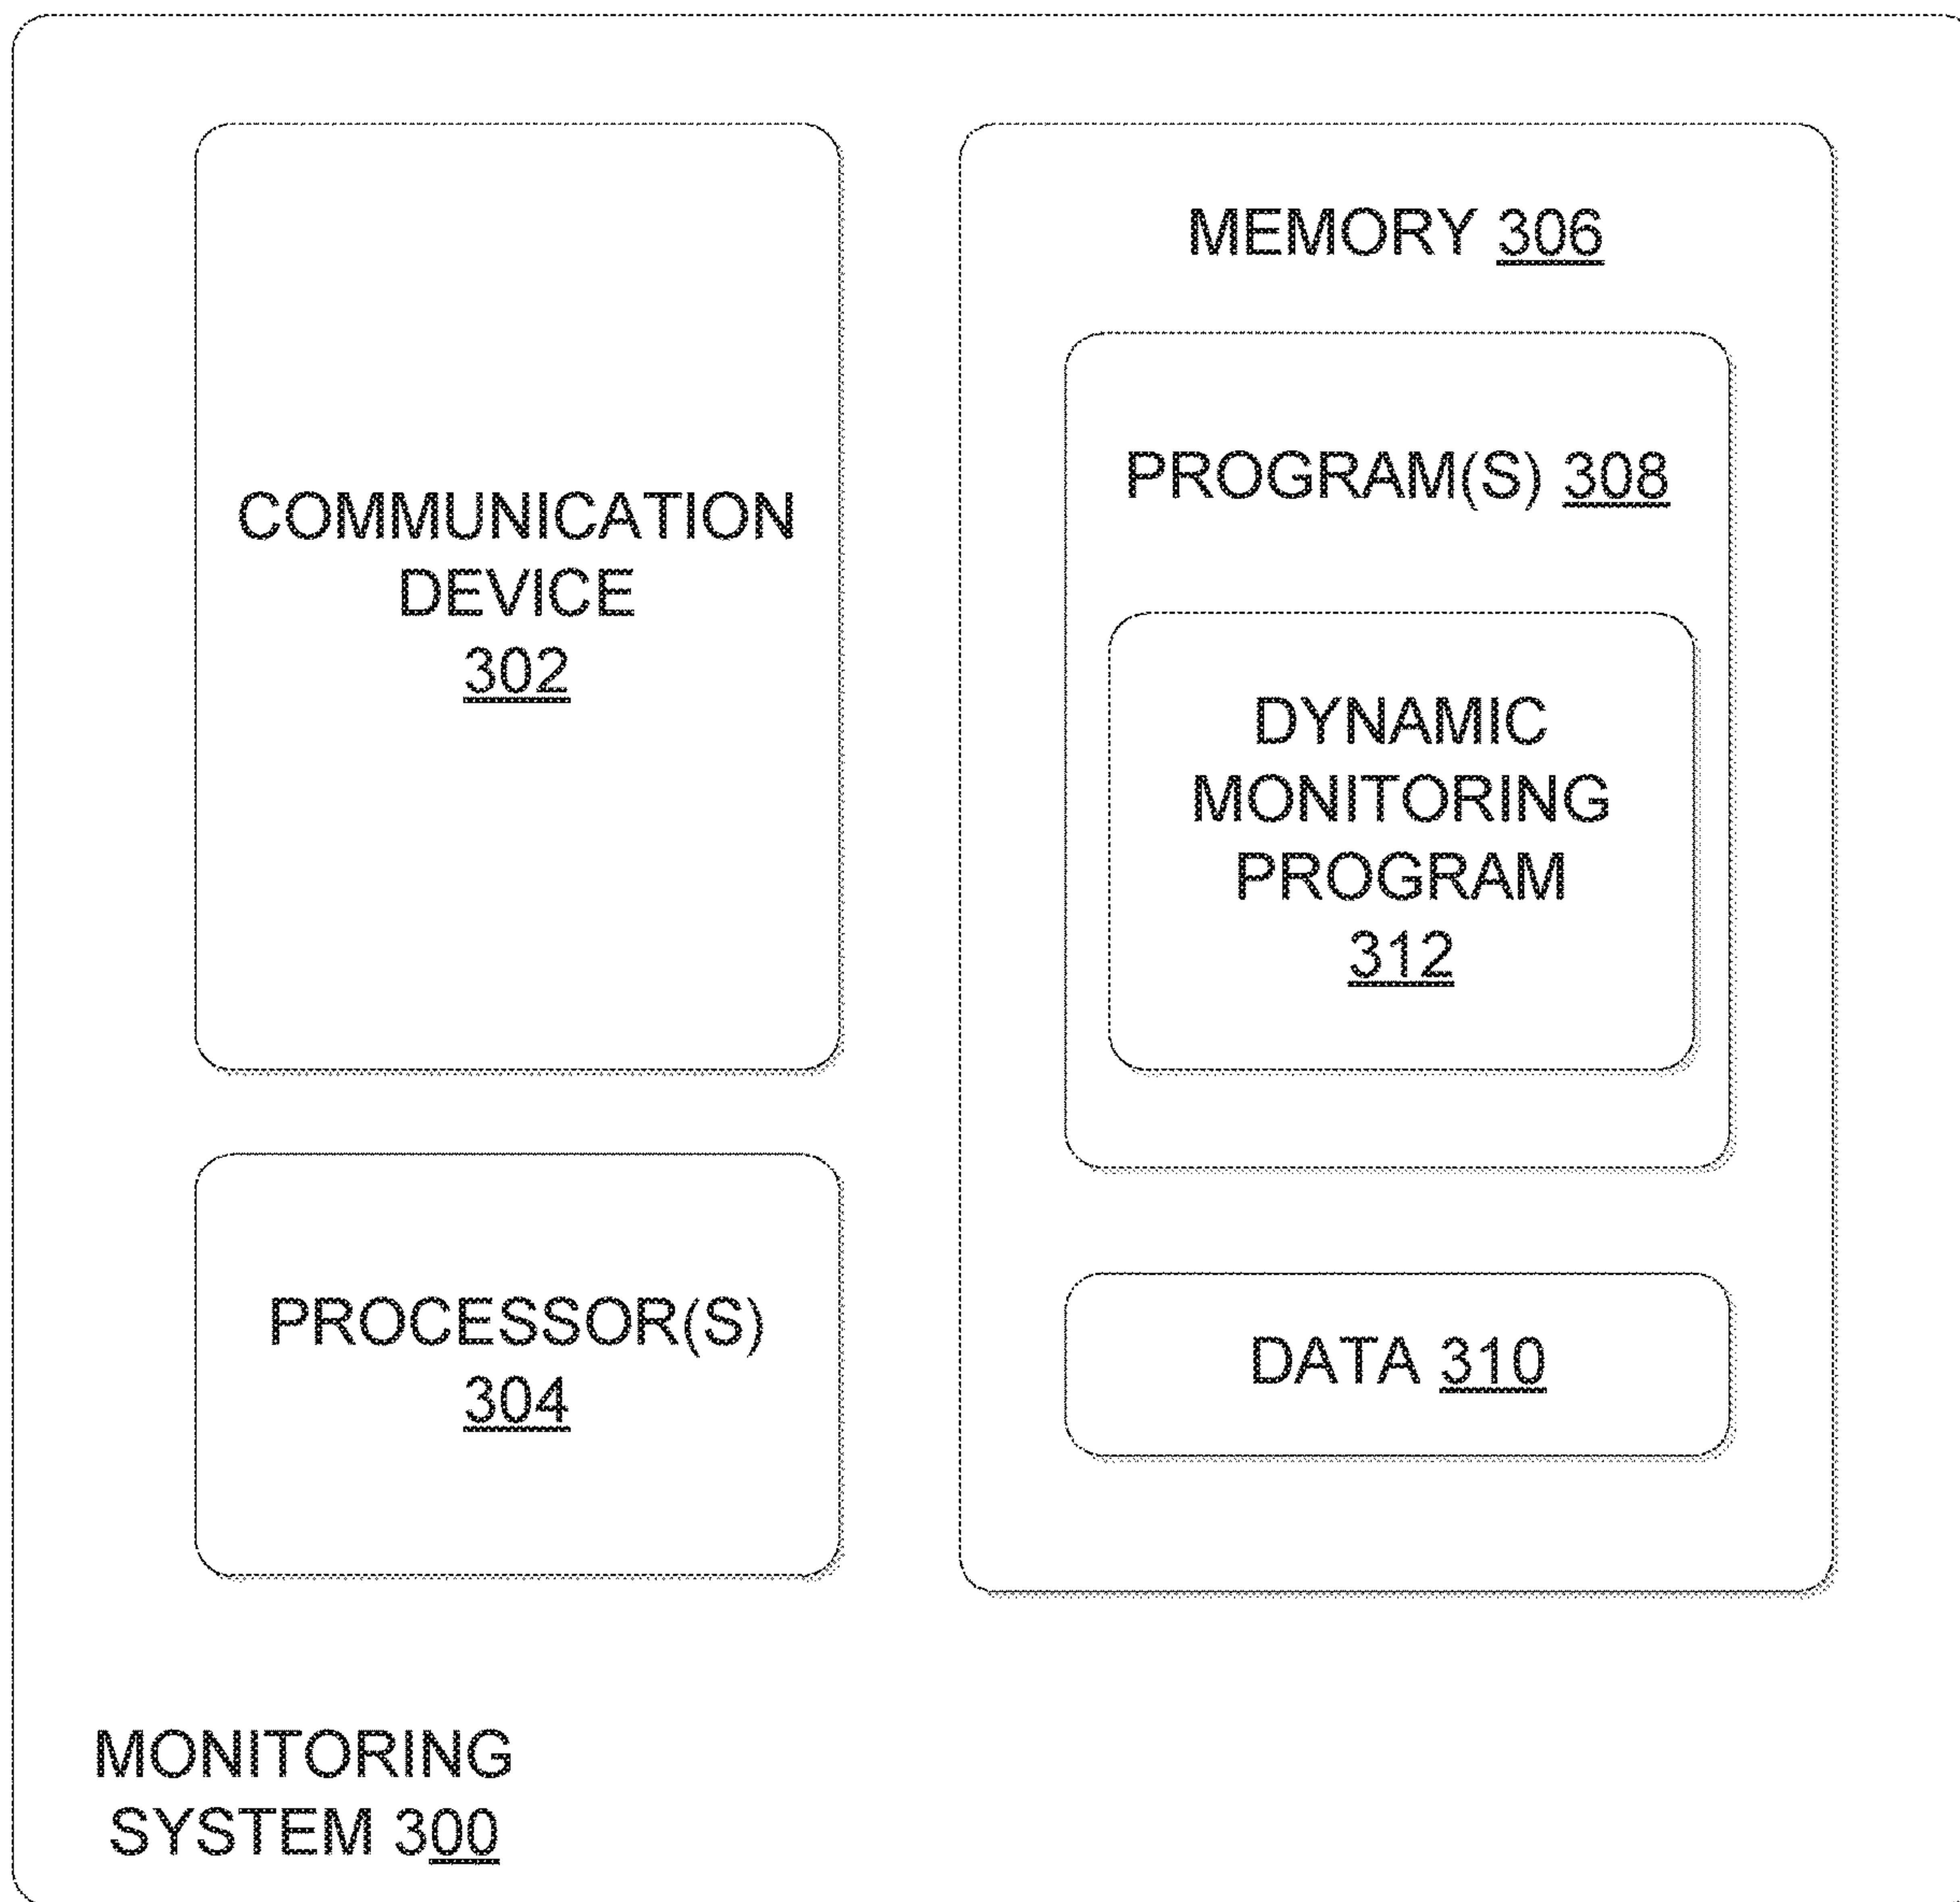 COMMUNICATION
DEVICE
302
PROCESSOR(S)
304
MEMORY 306
PROGRAM(S) 308
DYNAMIC
MONITORING
PROGRAM
312
DATA 310
MONITORING
SYSTEM 300